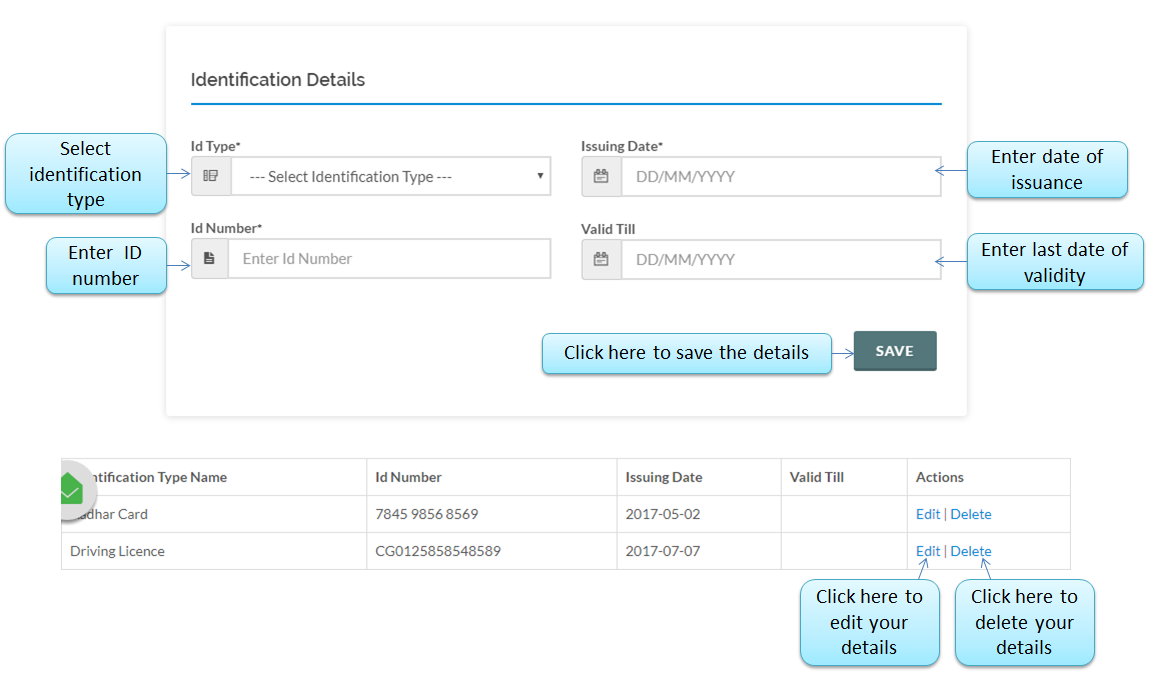 Identification Details
Select
identification
type
Id Type*
--- Select Identification Type ---
Issuing Date*
DD/MM/YYYY
Enter date of
issuance
Enter ID
number
Id Number*
Enter Id Number
Valid Till
DD/MM/YYYY
Enter last date of
validity
Click here to save the details
SAVE
ntification Type Name Id Number Issuing Date Valid Till Actions
dhar Card 7845 9856 8569 2017-05-02 Edit | Delete
Driving Licence CG0125858548589 2017-07-07 Edit | Delete
Click here to
edit your
details
Click here to
delete your
details